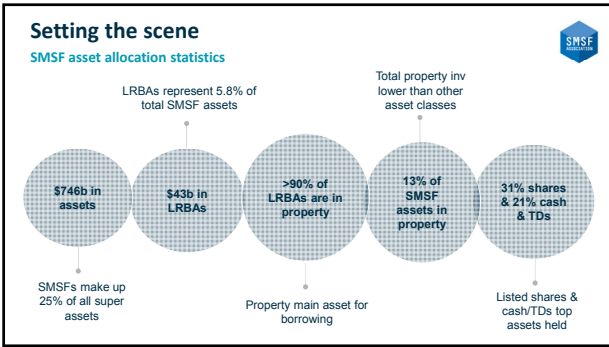 Setting the scene
SMSF asset allocation statistics
SMSF
ASSOCIATION
LRBAs represent 5.8% of
total SMSF assets
Total property inv
lower than other
asset classes
$746b in
assets
$43b in
LRBAs
>90% of
LRBAs are in
property
13% of
SMSF
assets in
property
31% shares
& 21% cash
& TDs
SMSFs make up
25% of all super
assets
Property main asset for
borrowing
Listed shares &
cash/TDs top
assets held